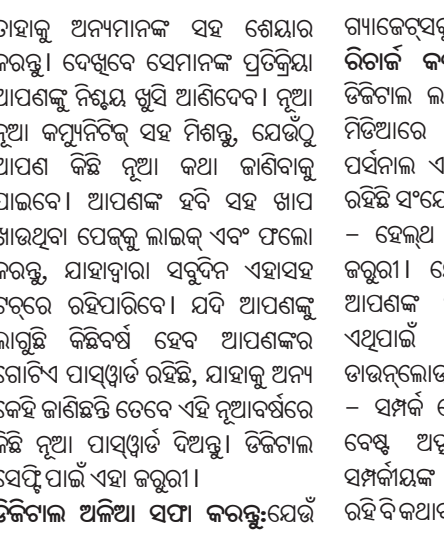 ତାହାକୁ ଅନ୍ୟମାନଙ୍କ ସହ ଶେୟାର
କରନ୍ତୁ। ଦେଖିବେ ସେମାନଙ୍କ ପ୍ରତିକ୍ରିୟା
ଆପଣଙ୍କୁ ନିଶ୍ଚୟ ଖୁସି ଆଣିଦେବ। ନୂଆ
ନୂଆ କମ୍ୟୁନିଟିଜ୍ ସହ ମିଶନ୍ତୁ, ଯେଉଁଠୁ
ଆପଣ କିଛି ନୂଆ କଥା ଜାଣିବାକୁ
ପାଇବେ। ଆପଣଙ୍କ ହବି ସହ ଖାପ
ଖାଉଥିବା ପେଜ୍‌କୁ ଲାଇକ୍ ଏବଂ ଫଲୋ
କରନ୍ତୁ, ଯାହାଦ୍ୱାରା ସବୁଦିନ ଏହାସହ
ଟଚ୍‌ରେ ରହିପାରିବେ। ଯଦି ଆପଣଙ୍କୁ
ଲାଗୁଛି କିଛିବର୍ଷ ହେବ ଆପଣଙ୍କର
ଗୋଟିଏ ପାସ୍‌ୱାର୍ଡ ରହିଛି, ଯାହାକୁ ଅନ୍ୟ
କେହି ଜାଣିଛନ୍ତି ତେବେ ଏହି ନୂଆବର୍ଷରେ
କିଛି ନୂଆ ପାସ୍‌ୱାର୍ଡ ଦିଅନ୍ତୁ। ଡିଜିଟାଲ
ସେଫ୍ଟି ପାଇଁ ଏହା ଜରୁରୀ।
ଡିଜିଟାଲ ଅଳିଆ ସଫା କରନ୍ତୁ:ଯେଉଁ
ରିଚାର୍ଜ
ଡିଜିଟାଲ
ମିଡିଆରେ
ପର୍ସନାଲ
ରହିଛି
– ହେଲ୍‌ଥ
ଜରୁରୀ।
ଆପଣଙ୍କ
ଏଥିପାଇଁ
– ସମ୍ପର୍କ
ବେଷ୍ଟ
ସମ୍ପର୍କୀୟଙ୍କ
ରହି ବି